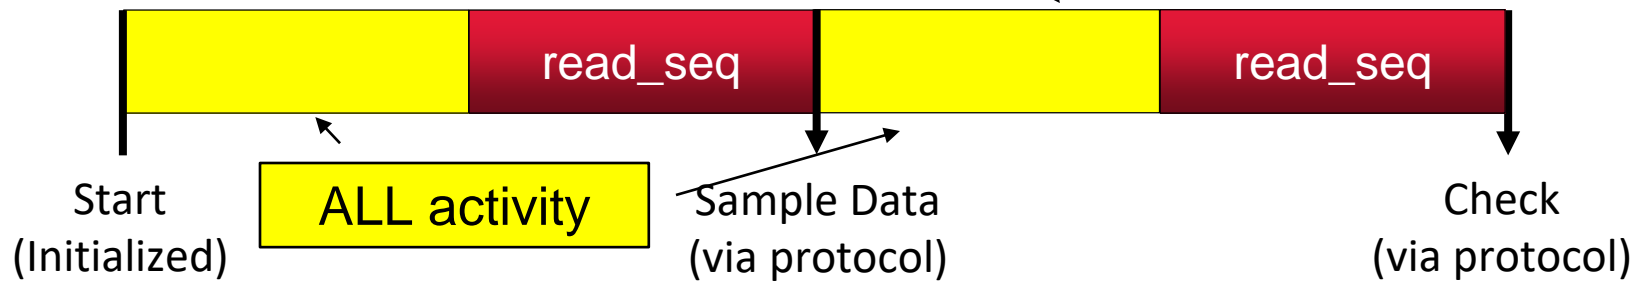 read_seq
read_seq
ALL activity
Start
(Initialized)
Sample Data
(via protocol)
Check
(via protocol)